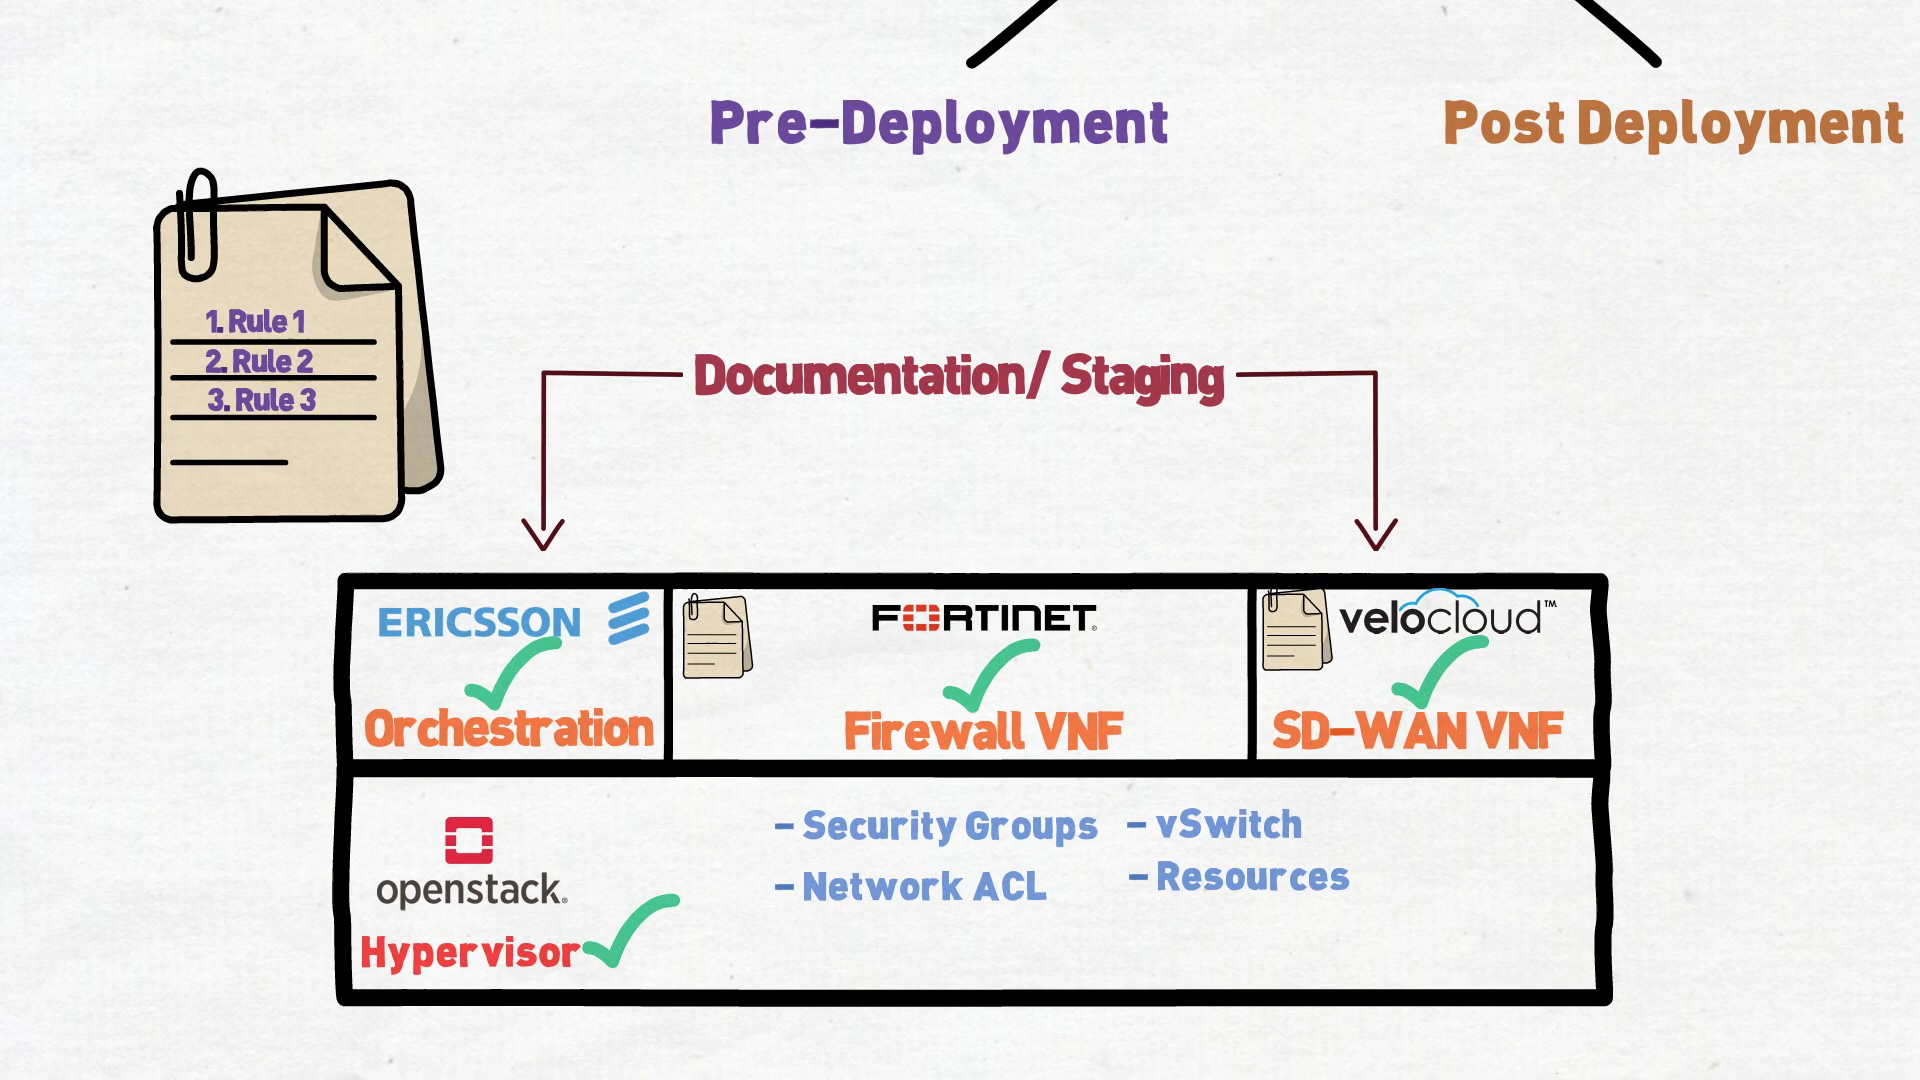 Pre-Deployment
Post Deployment
1. Rule 1
2. Rule 2
3. Rule 3
Documentation/ Staging
ERICSSON
FORTINET®
velocloud™
Orchestration
Firewall VNF
SD-WAN VNF
- Security Groups
- vSwitch
- Network ACL
- Resources
openstack®
Hypervisor